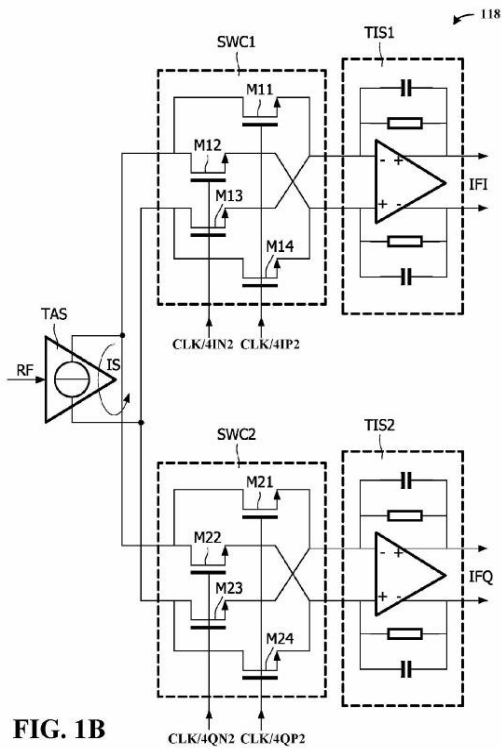 118
SWC1
TIS1
M11
M12
M13
M14
- +
+ -
IFI
CLK/4IN2
CLK/4IP2
TAS
RF
IS
SWC2
TIS2
M21
M22
M23
M24
- +
+ -
IFQ
CLK/4QN2
CLK/4QP2
FIG. 1B